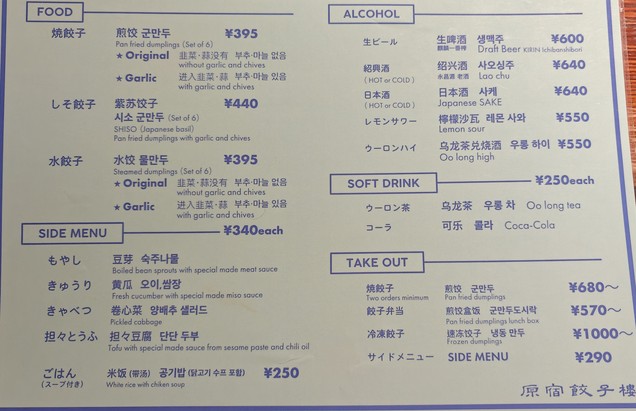 FOOD
焼餃子 煎饺 군만두 ¥395
Pan fried dumplings (Set of 6)
★ Original 韭菜·蒜没有 부추·마늘 없음
without garlic and chives
★ Garlic 进入韭菜·蒜 부추·마늘 있음
with garlic and chives
しそ餃子 紫苏饺子 ¥440
시소 군만두 (Set of 6)
SHISO (Japanese basil)
Pan fried dumplings with garlic and chives
水餃子 水饺 물만두 ¥395
Steamed dumplings (Set of 6)
★ Original 韭菜·蒜没有 부추·마늘 없음
without garlic and chives
★ Garlic 进入韭菜·蒜 부추·마늘 있음
with garlic and chives
SIDE MENU ¥340each
もやし 豆芽 숙주나물
Boiled bean sprouts with special made meat sauce
きゅうり 黄瓜 오이,쌈장
Fresh cucumber with special made miso sauce
きゃべつ 卷心菜 양배추 샐러드
Pickled cabbage
担々とうふ 担々豆腐 단단 두부
Tofu with special made sauce from sesame paste and chili oil
ごはん 米饭 (带汤) 공기밥 (닭고기 수프 포함) ¥250
(スープ付き) White rice with chiken soup
ALCOHOL
生ビール 生啤酒 생맥주 ¥600
麒麟一番榨 Draft Beer KIRIN Ichibanshibori
紹興酒 绍兴酒 사오싱주 ¥640
( HOT or COLD ) Lao chu
日本酒 日本酒 사케 ¥640
( HOT or COLD ) Japanese SAKE
レモンサワー 檸檬沙瓦 레몬 사와 ¥550
Lemon sour
ウーロンハイ 乌龙茶兑烧酒 우롱 하이 ¥550
Oo long high
SOFT DRINK ¥250each
ウーロン茶 乌龙茶 우롱 차 Oo long tea
コーラ 可乐 콜라 Coca-Cola
TAKE OUT
焼餃子 煎饺 군만두 ¥680～
Two orders minimum Pan fried dumplings
餃子弁当 煎饺盒饭 군만두도시락 ¥570～
Pan fried dumplings lunch box
冷凍餃子 速冻饺子 냉동 만두 ¥1000～
Frozen dumplings
サイドメニュー SIDE MENU ¥290
原宿餃子樓